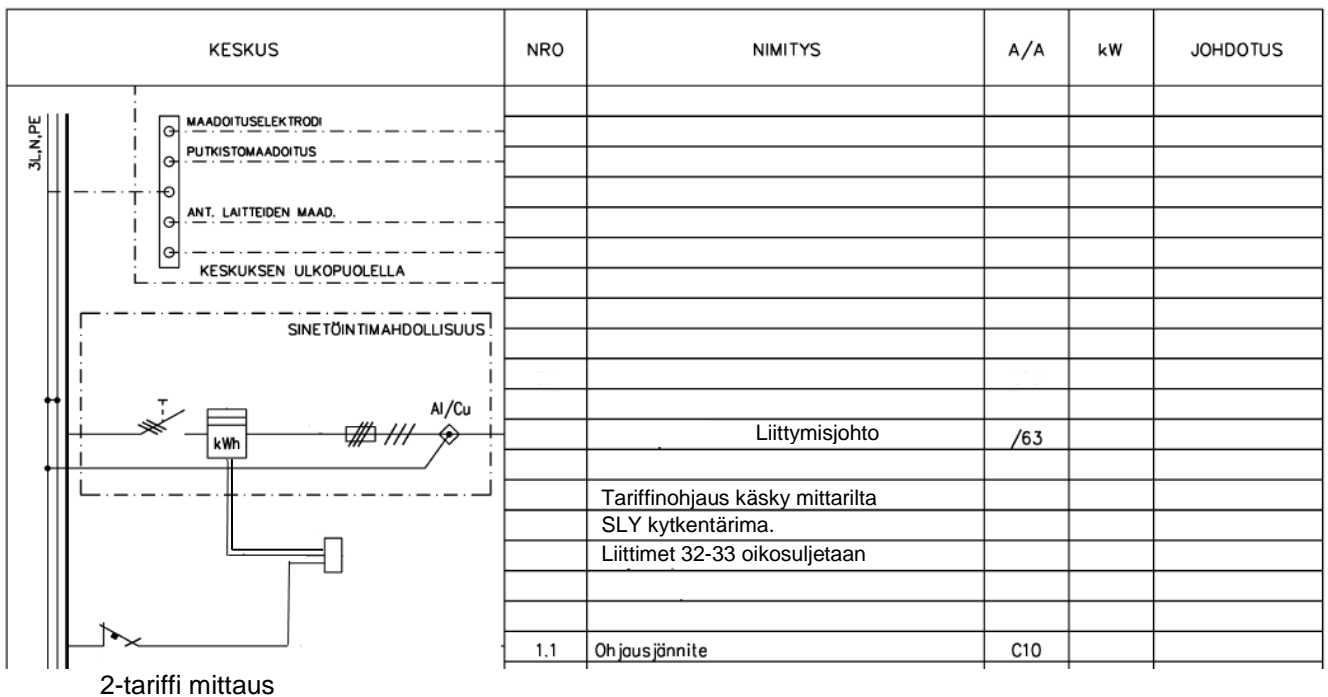 KESKUS NRO NIMITYS A/A kW JOHDOTUS
3L,N,PE
MAADOITUSELEKTRODI
PUTKISTOMAADOITUS
ANT. LAITTEIDEN MAAD.
KESKUKSEN ULKOPUOLELLA
SINETÖINTIMAHDOLLISUUS
Al/Cu
kWh
Liittymisjohto /63
Tariffinohjaus käsky mittarilta
SLY kytkentärima.
Liittimet 32-33 oikosuljetaan
1.1 Ohjausjännite C10
2-tariffi mittaus